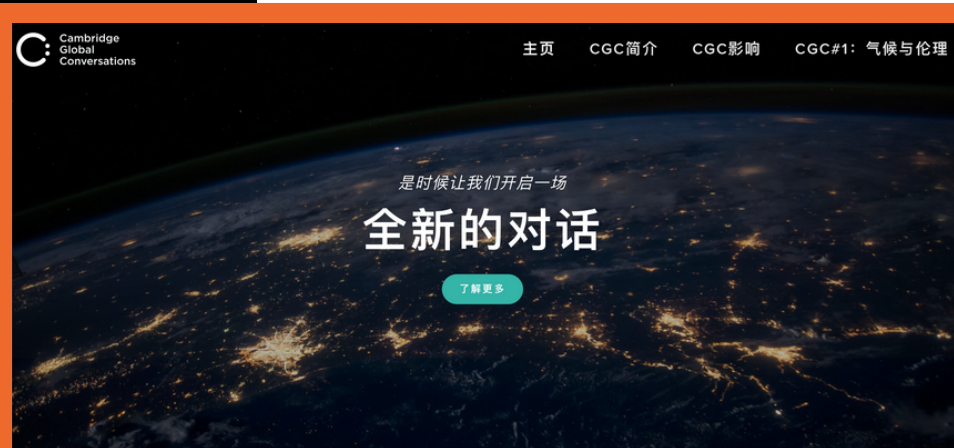 Cambridge
Global
Conversations
主页 CGC简介 CGC影响 CGC#1：气候与伦理
是时候让我们开启一场
全新的对话
了解更多